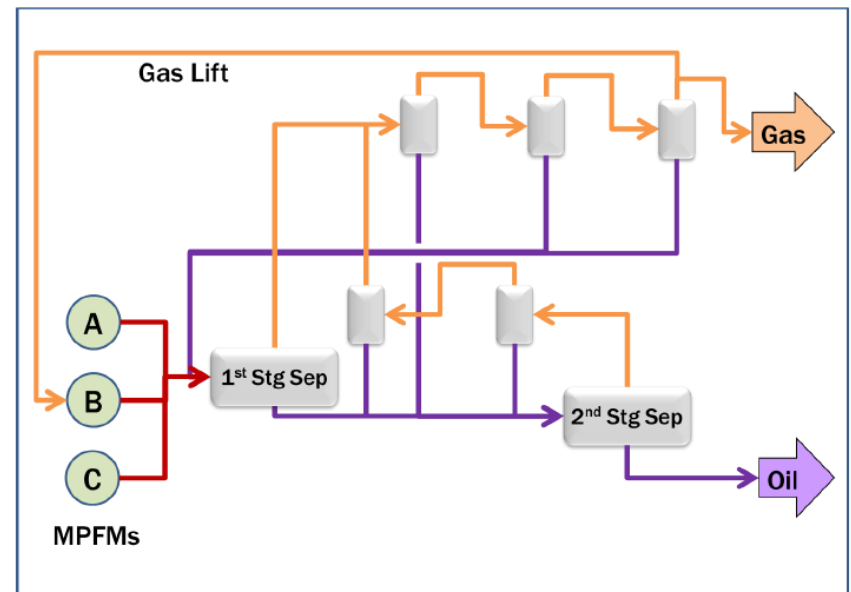 Gas Lift
Gas
A
1st Stg Sep
B
2nd Stg Sep
C
Oil
MPFMs